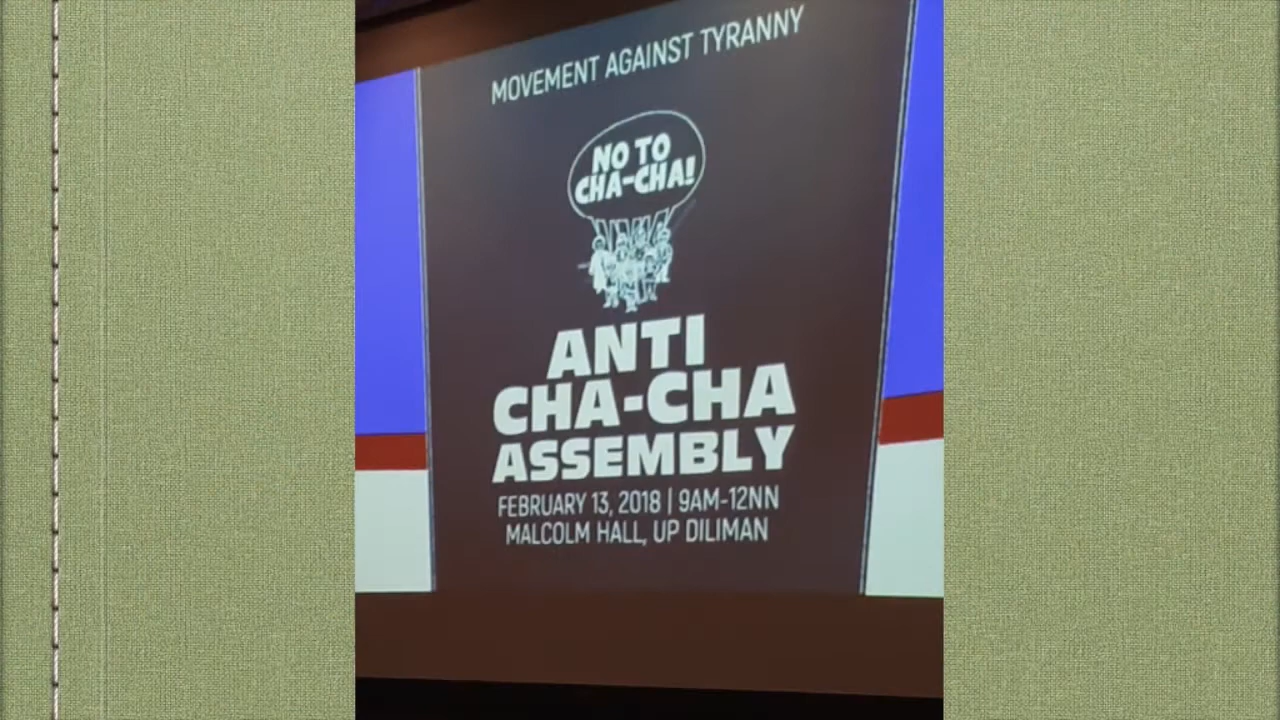 MOVEMENT AGAINST TYRANNY
NO TO
CHA-CHA!
ANTI
CHA-CHA
ASSEMBLY
FEBRUARY 13, 2018 | 9AM-12NN
MALCOLM HALL, UP DILIMAN